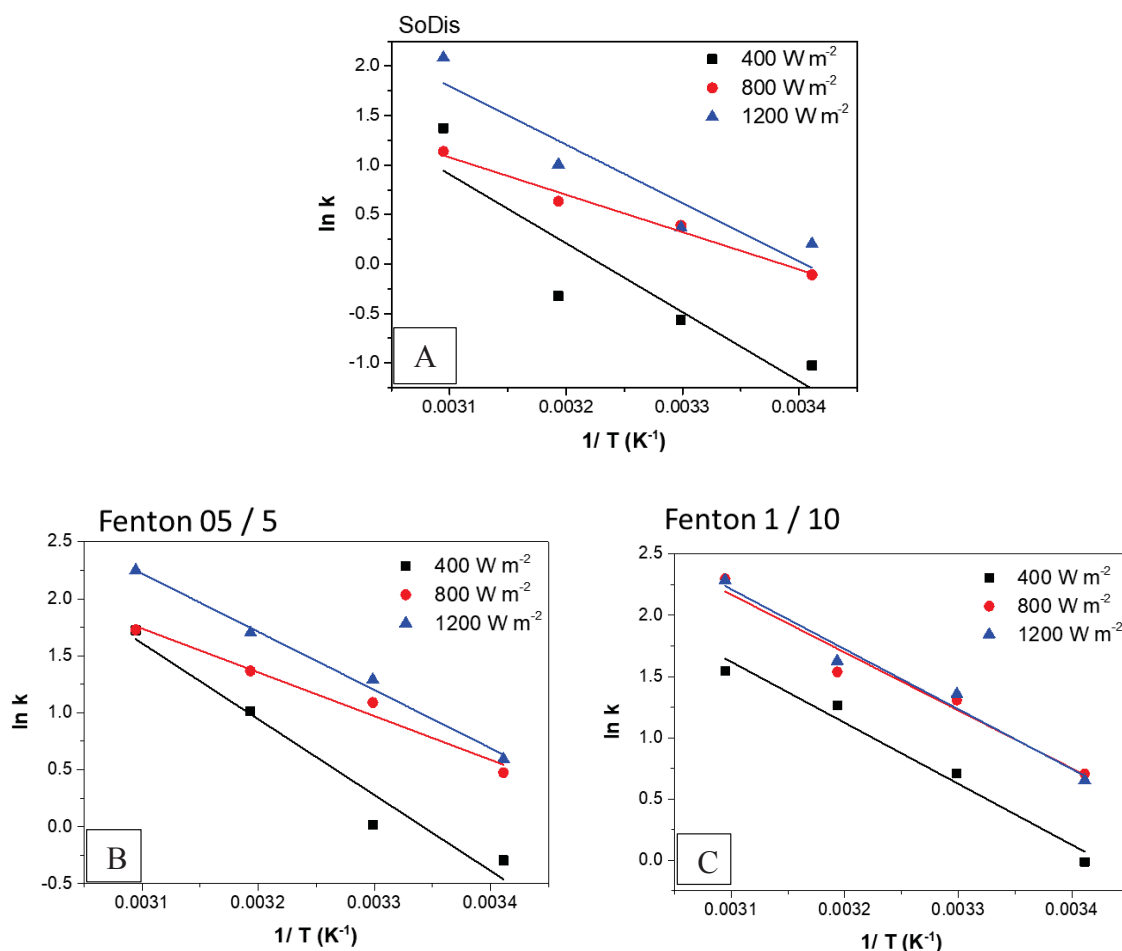 SoDis
400 W m-2
800 W m-2
1200 W m-2
2.0
1.5
1.0
0.5
0.0
-0.5
-1.0
ln k
A
0.0031 0.0032 0.0033 0.0034
1/ T (K-1)
Fenton 05 / 5
400 W m-2
800 W m-2
1200 W m-2
2.5
2.0
1.5
1.0
0.5
0.0
-0.5
ln k
B
0.0031 0.0032 0.0033 0.0034
1/ T (K-1)
Fenton 1 / 10
400 W m-2
800 W m-2
1200 W m-2
2.5
2.0
1.5
1.0
0.5
0.0
ln k
C
0.0031 0.0032 0.0033 0.0034
1/ T (K-1)